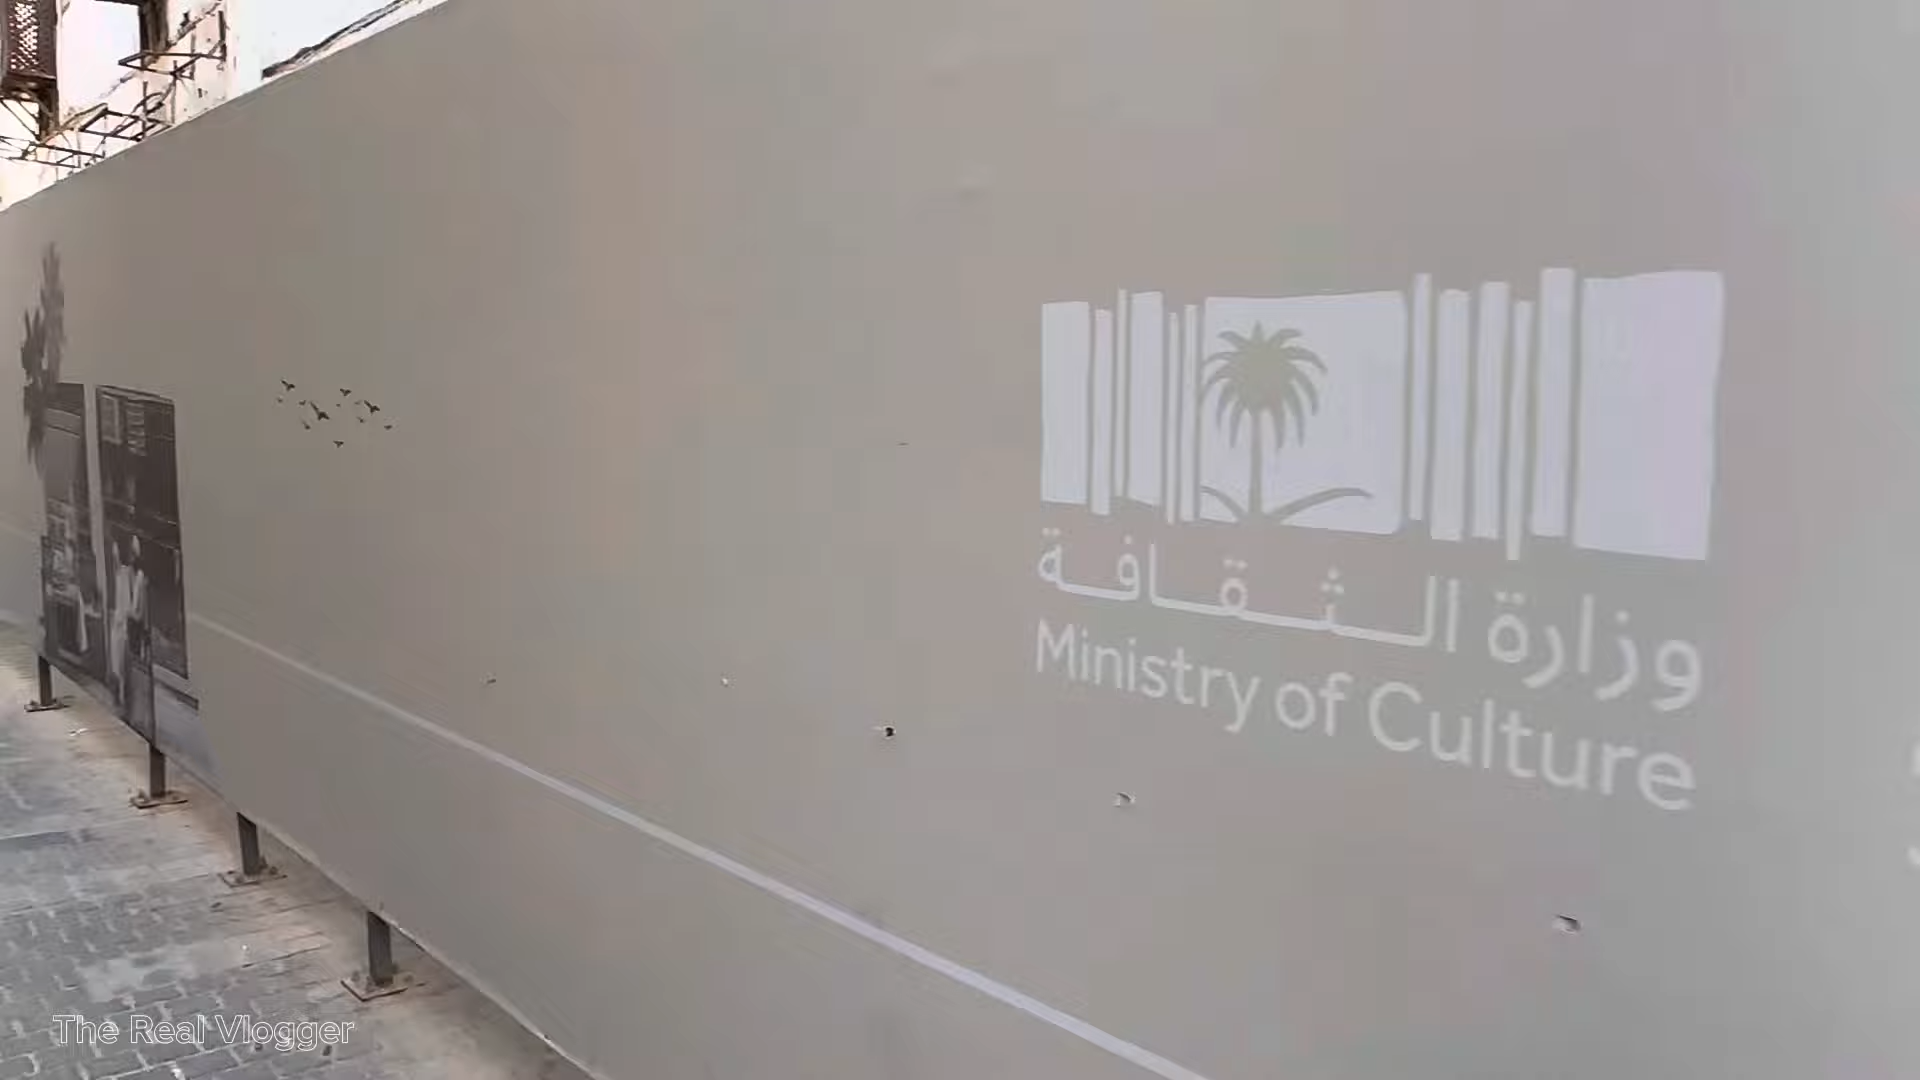 وزارة الثقافة
Ministry of Culture
The Real Vlogger